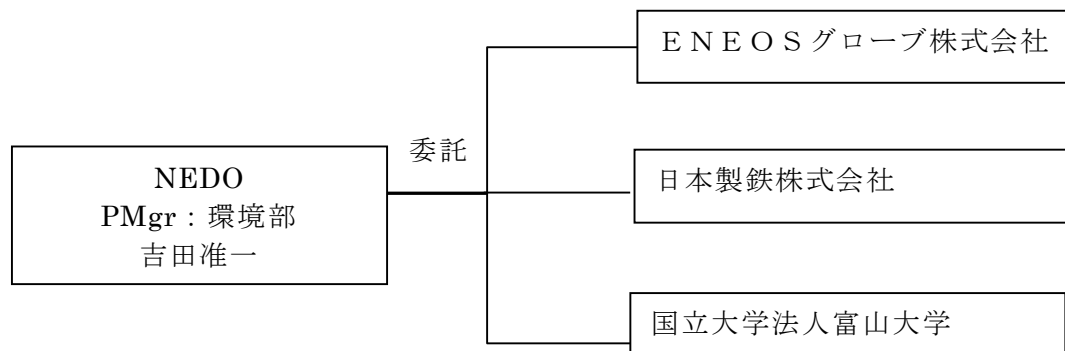 ＥＮＥＯＳグローブ株式会社
委託
NEDO
PMgr：環境部
吉田准一
日本製鉄株式会社
国立大学法人富山大学